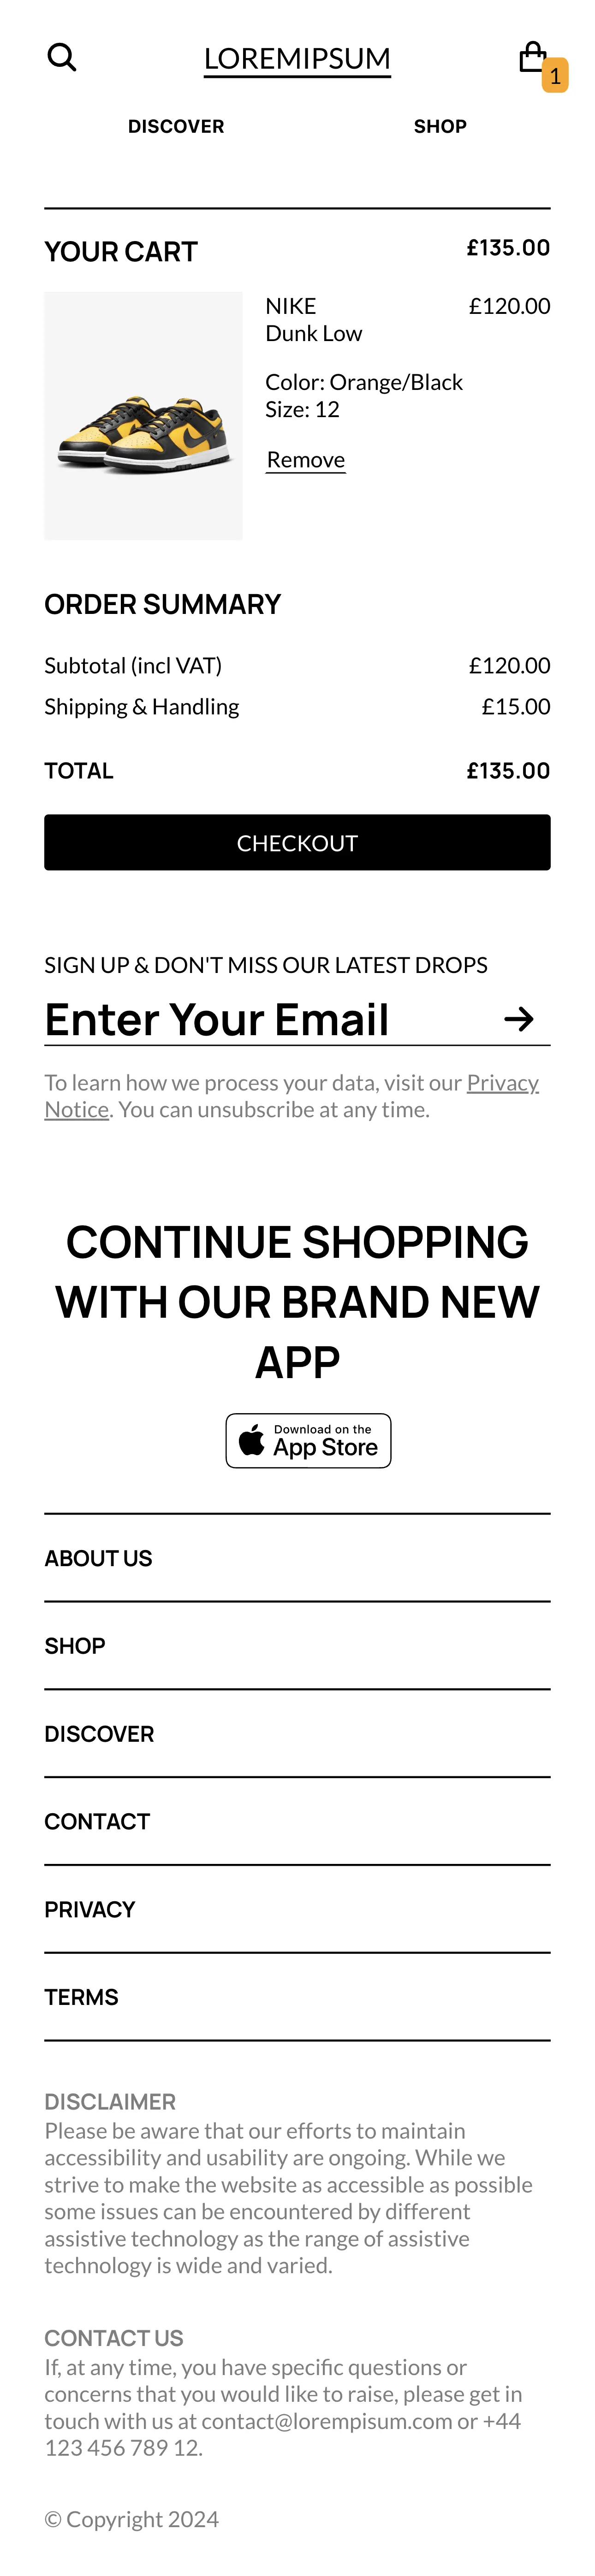 LOREMIPSUM
1
DISCOVER
SHOP
YOUR CART
£135.00
NIKE
£120.00
Dunk Low
Color: Orange/Black
Size: 12
Remove
ORDER SUMMARY
Subtotal (incl VAT)
£120.00
Shipping & Handling
£15.00
TOTAL
£135.00
CHECKOUT
SIGN UP & DON'T MISS OUR LATEST DROPS
Enter Your Email
To learn how we process your data, visit our Privacy
Notice. You can unsubscribe at any time.
CONTINUE SHOPPING
WITH OUR BRAND NEW
APP
Download on the
App Store
ABOUT US
SHOP
DISCOVER
CONTACT
PRIVACY
TERMS
DISCLAIMER
Please be aware that our efforts to maintain
accessibility and usability are ongoing. While we
strive to make the website as accessible as possible
some issues can be encountered by different
assistive technology as the range of assistive
technology is wide and varied.
CONTACT US
If, at any time, you have specific questions or
concerns that you would like to raise, please get in
touch with us at contact@lorempisum.com or +44
123 456 789 12.
© Copyright 2024